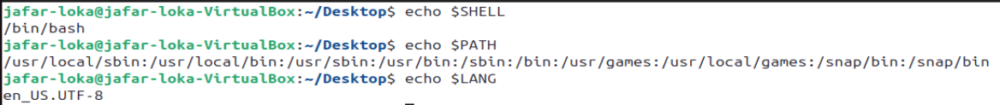 jafar-loka@jafar-loka-VirtualBox:~/Desktop$ echo $SHELL
/bin/bash
jafar-loka@jafar-loka-VirtualBox:~/Desktop$ echo $PATH
/usr/local/sbin:/usr/local/bin:/usr/sbin:/usr/bin:/sbin:/bin:/usr/games:/usr/local/games:/snap/bin:/snap/bin
jafar-loka@jafar-loka-VirtualBox:~/Desktop$ echo $LANG
en_US.UTF-8